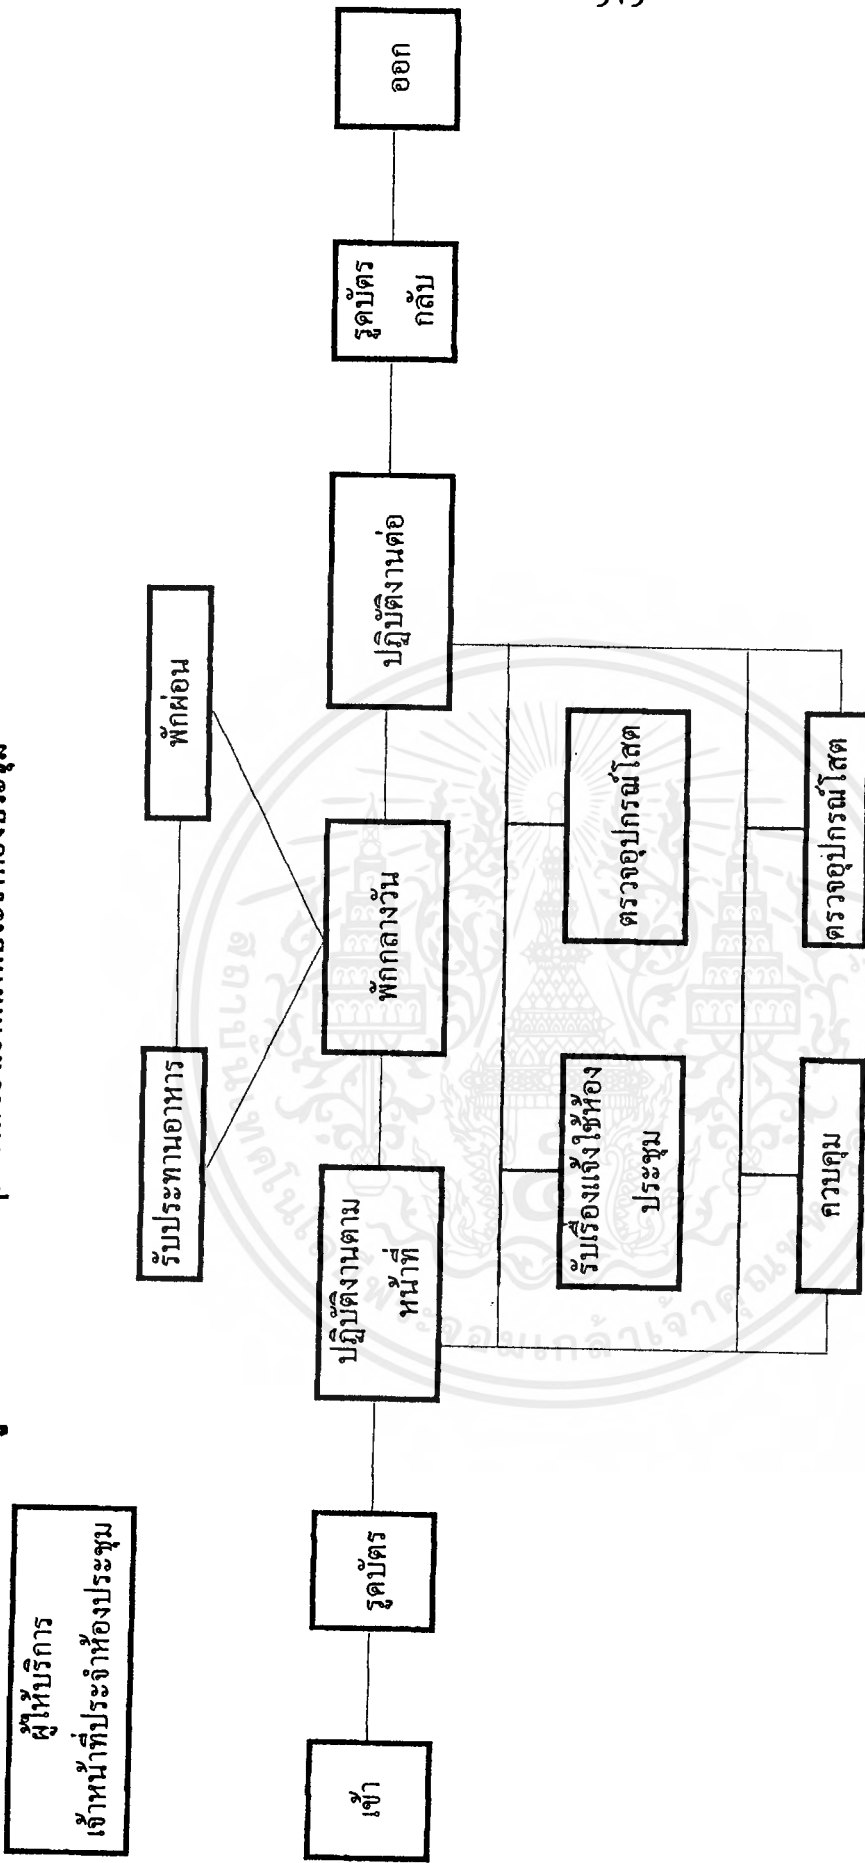 ผู้ให้บริการ
เจ้าหน้าที่ประจำห้องประชุม
รับประทานอาหาร
พักผ่อน
เข้า
รูดบัตร
ปฏิบัติงานตาม
หน้าที่
พักกลางวัน
ปฏิบัติงานต่อ
รูดบัตร
กลับ
ออก
รับเรื่องแจ้งใช้ห้อง
ประชุม
ตรวจอุปกรณ์โสต
ควบคุม
ตรวจอุปกรณ์โสต